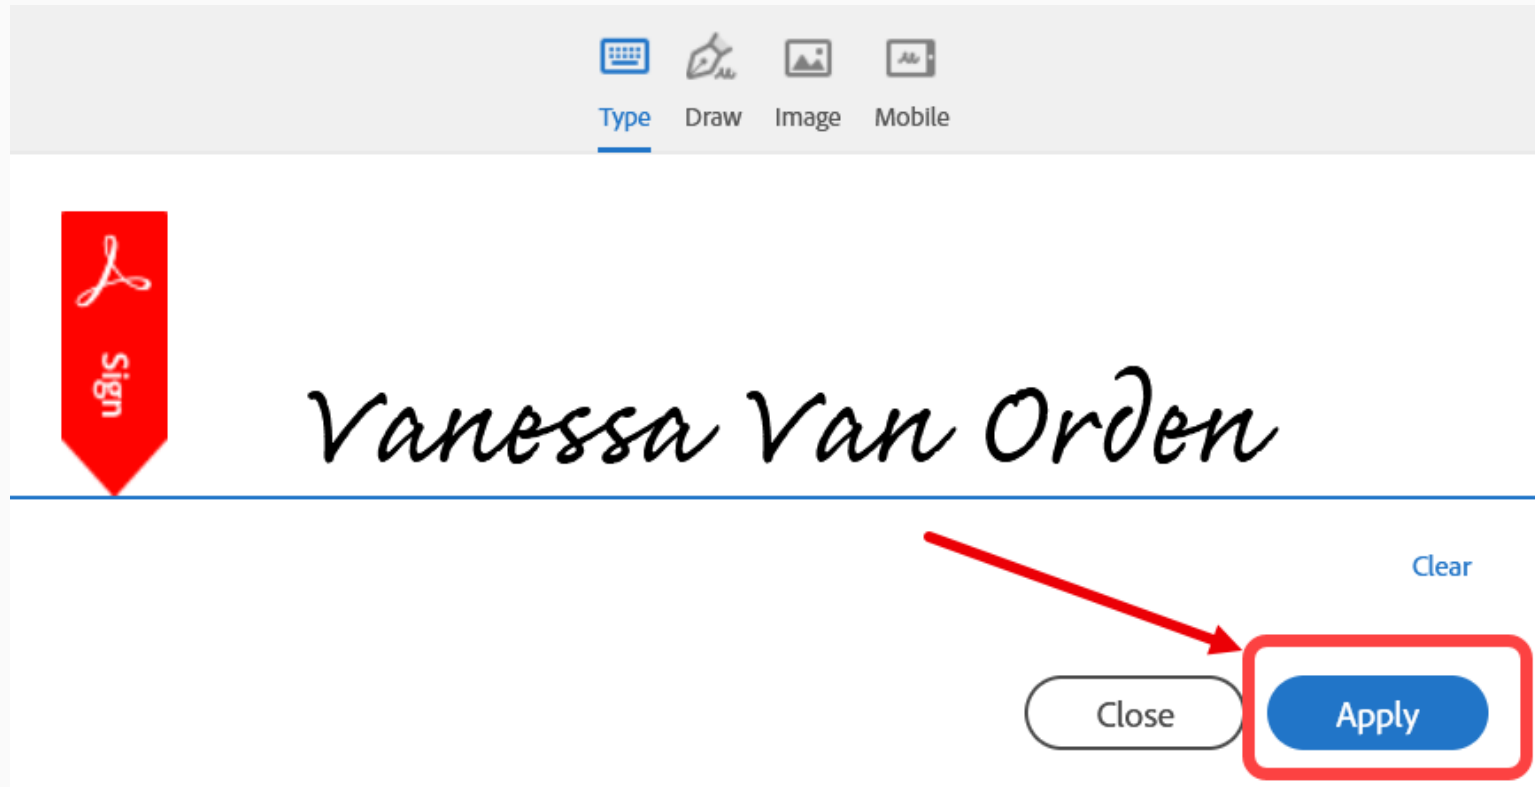 Type Draw Image Mobile
Sign
Vanessa Van Orden
Clear
Close Apply